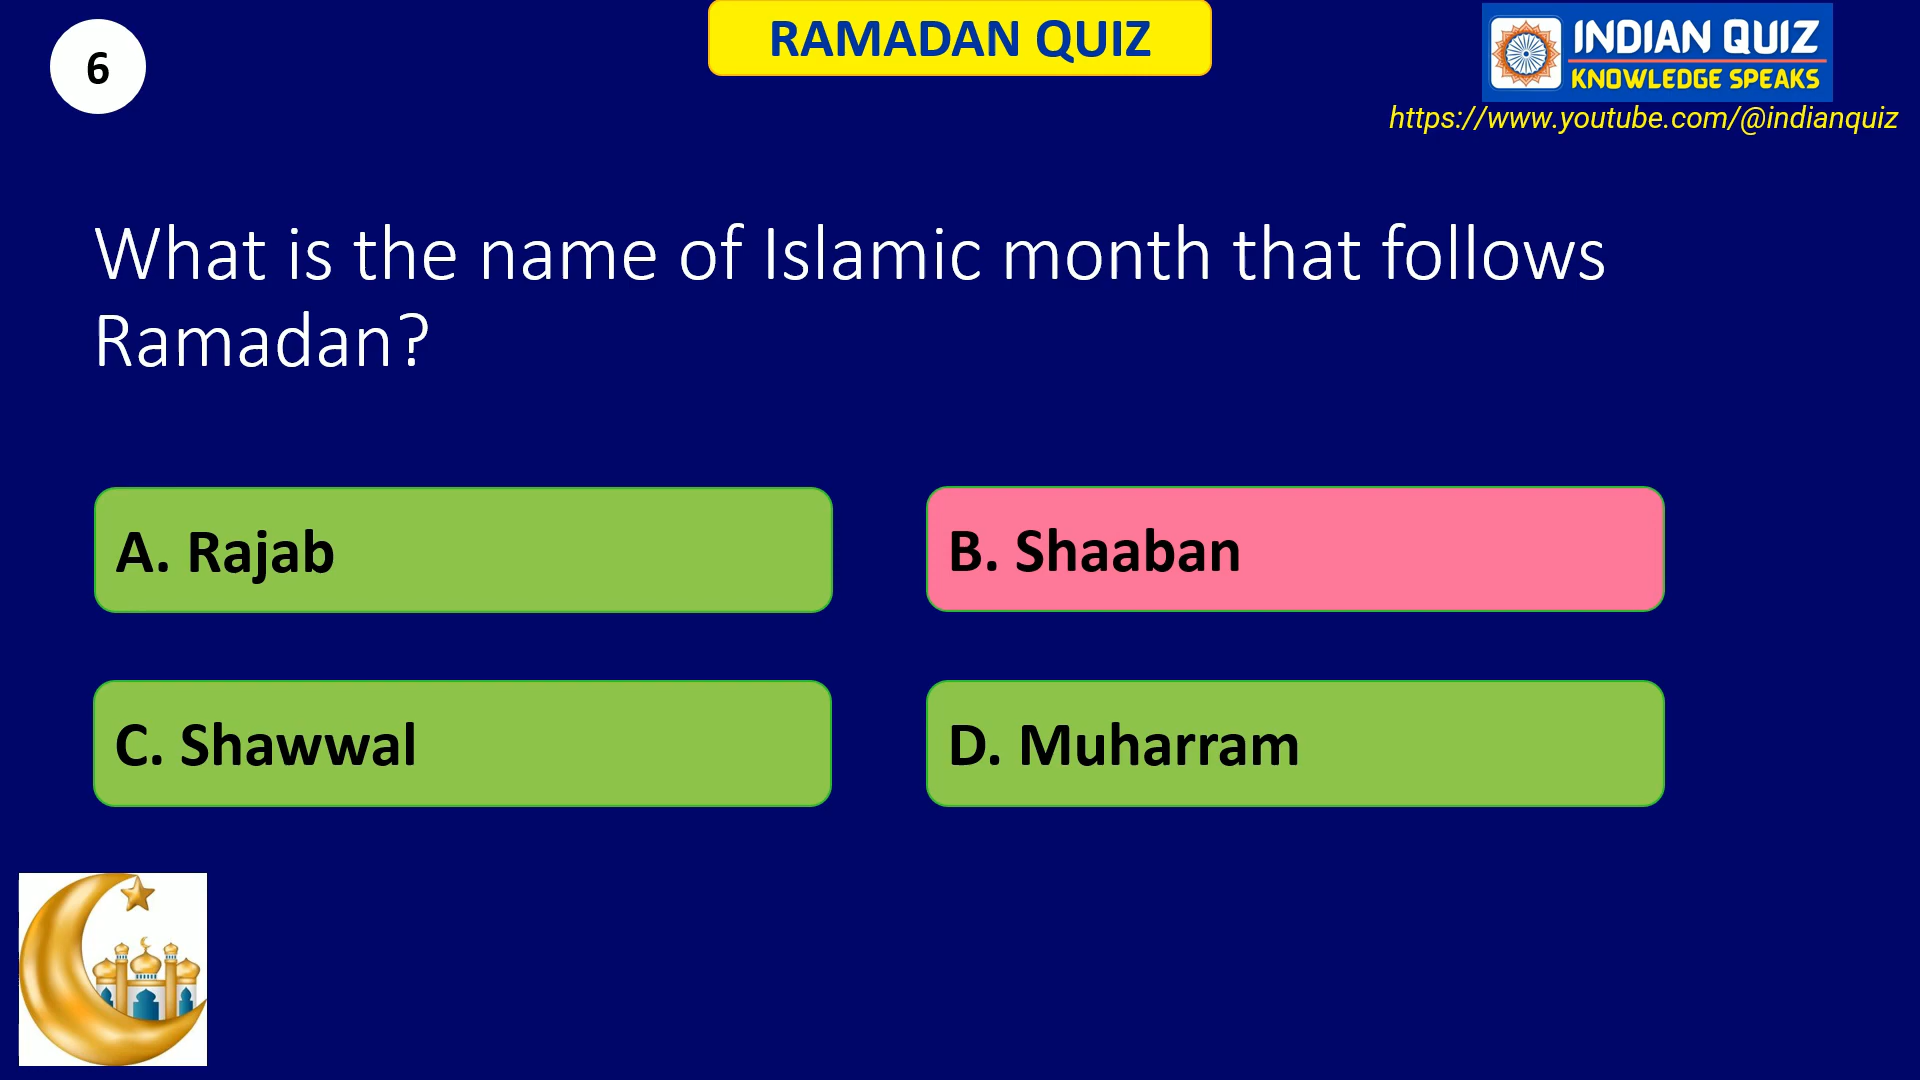 6
RAMADAN QUIZ
INDIAN QUIZ
KNOWLEDGE SPEAKS
https://www.youtube.com/@indianquiz
What is the name of Islamic month that follows
Ramadan?
A. Rajab
B. Shaaban
C. Shawwal
D. Muharram